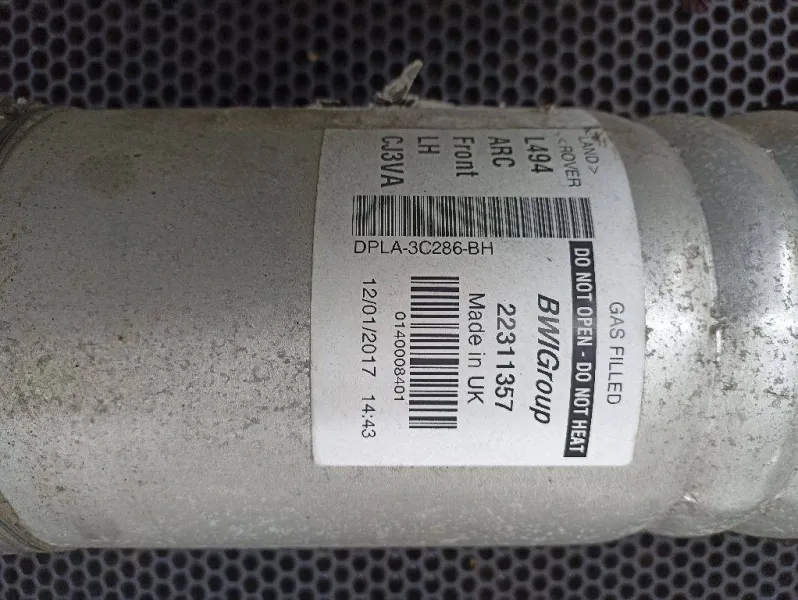 GAS FILLED
DO NOT OPEN - DO NOT HEAT
BWIGroup
22311357
Made in UK
0140008401
12/01/2017 14:43
LAND>
<ROVER
L494
ARC
Front
LH
CJ3VA
DPLA-3C286-BH